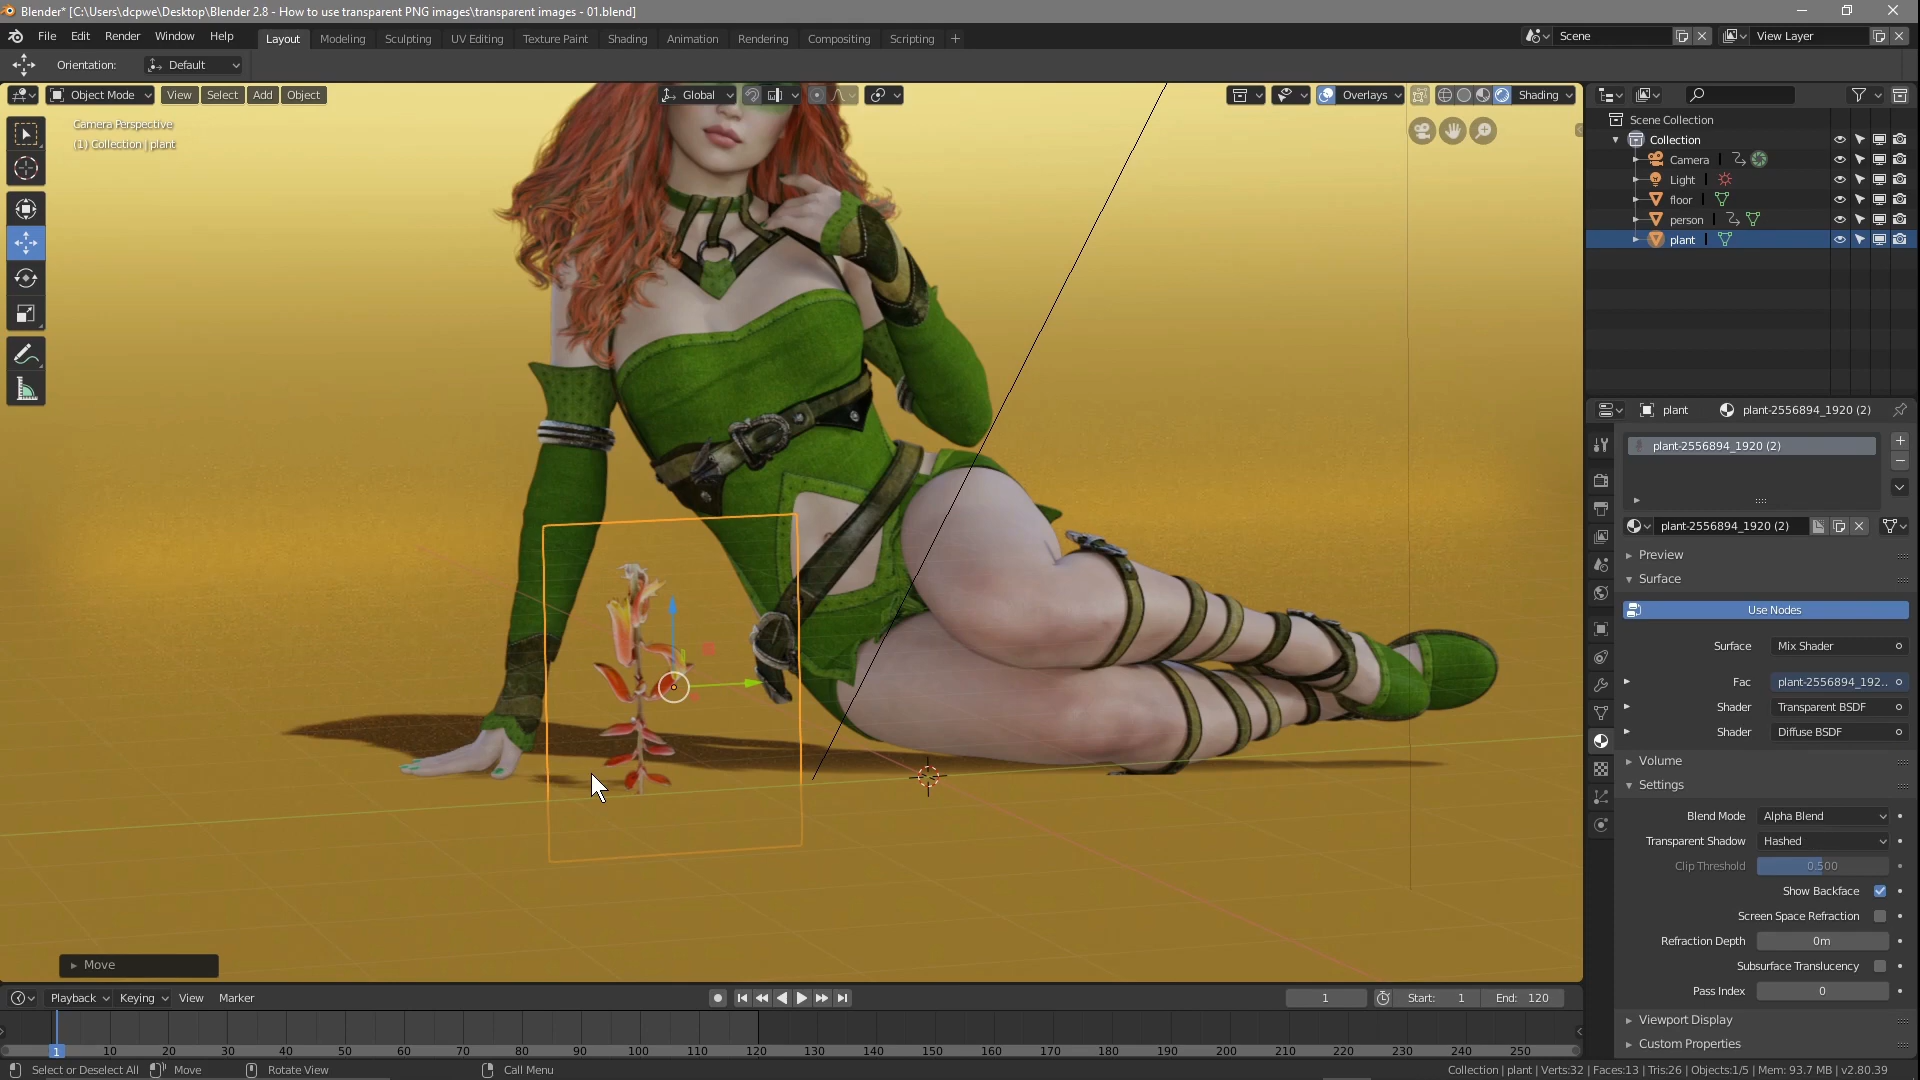 Blender* [C:\Users\dcpwe\Desktop\Blender 2.8 - How to use transparent PNG images\transparent images - 01.blend]
File Edit Render Window Help Layout Modeling Sculpting UV Editing Texture Paint Shading Animation Rendering Compositing Scripting + Scene View Layer
Orientation: Default
Object Mode View Select Add Object Global Overlays Shading
Camera Perspective
(1) Collection | plant
Scene Collection
Collection
Camera
Light
floor
person
plant
plant plant-2556894_1920 (2)
plant-2556894_1920 (2)
plant-2556894_1920 (2)
Preview
Surface
Use Nodes
Surface Mix Shader
Fac plant-2556894_192..
Shader Transparent BSDF
Shader Diffuse BSDF
Volume
Settings
Blend Mode Alpha Blend
Transparent Shadow Hashed
Clip Threshold 0.500
Show Backface
Screen Space Refraction
Refraction Depth 0m
Subsurface Translucency
Pass Index 0
Viewport Display
Custom Properties
Move
Playback Keying View Marker 1 Start: 1 End: 120
1 10 20 30 40 50 60 70 80 90 100 110 120 130 140 150 160 170 180 190 200 210 220 230 240 250
Select or Deselect All Move Rotate View Call Menu Collection | plant | Verts:32 | Faces:13 | Tris:26 | Objects:1/5 | Mem: 93.7 MB | v2.80.39